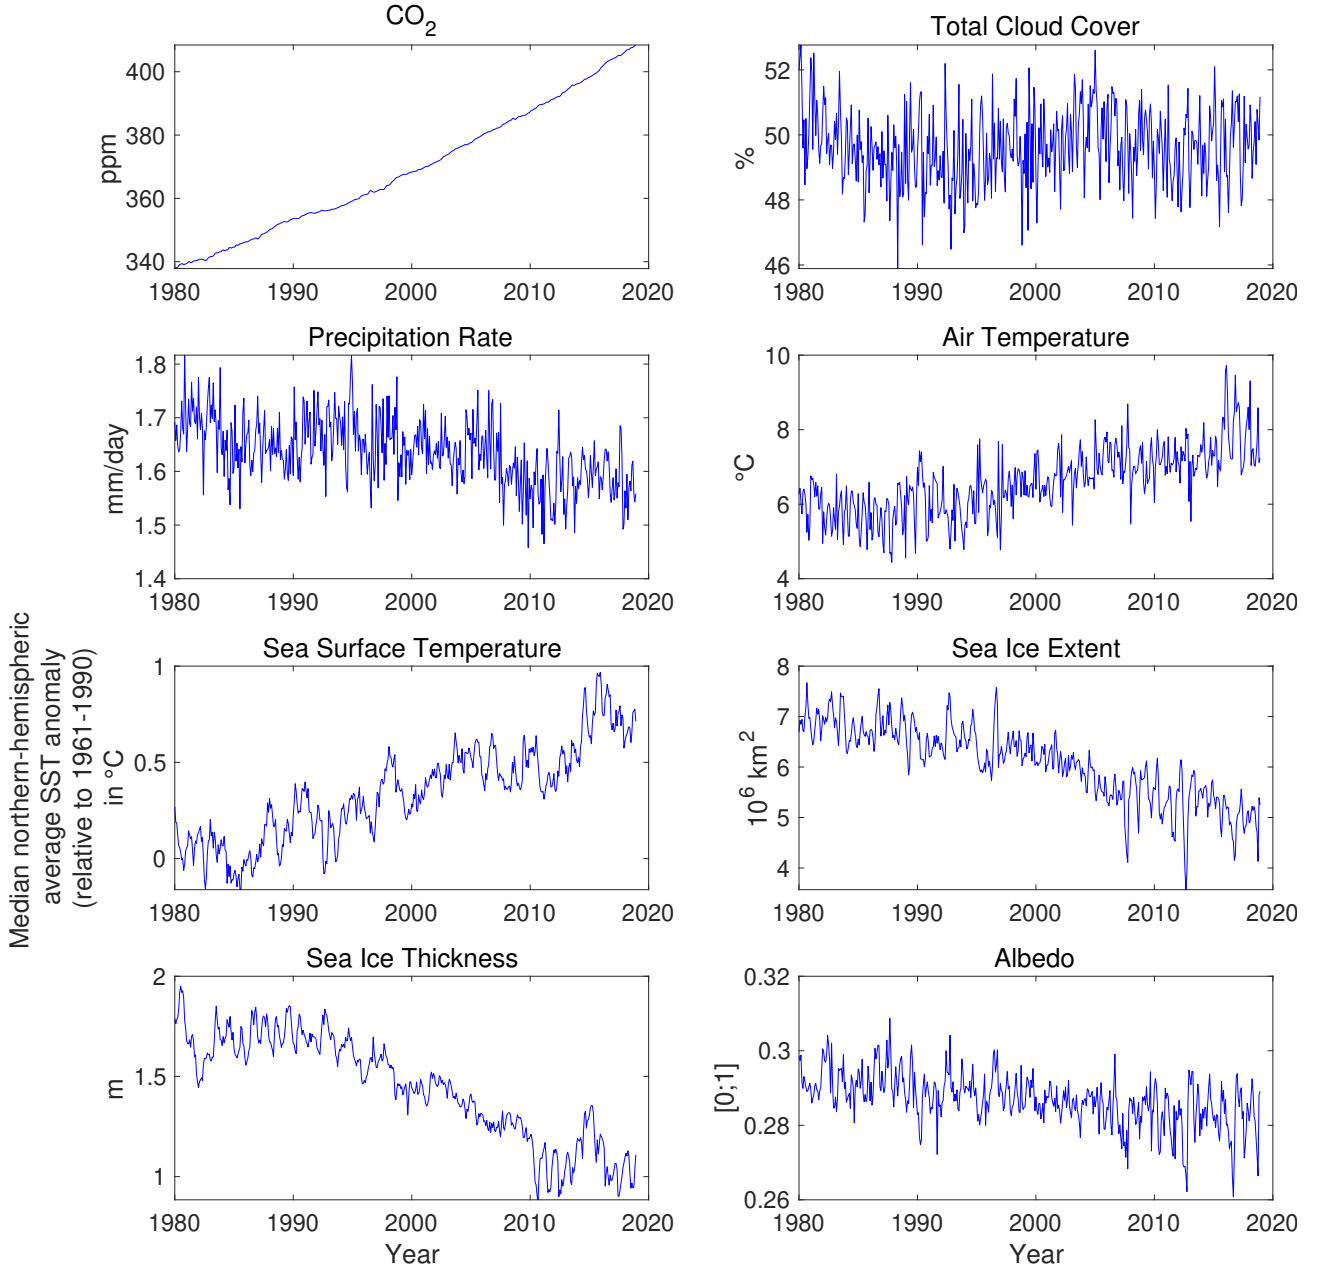 CO2
ppm
400
380
360
340
1980 1990 2000 2010 2020
Total Cloud Cover
%
52
50
48
46
1980 1990 2000 2010 2020
Precipitation Rate
mm/day
1.8
1.7
1.6
1.5
1.4
1980 1990 2000 2010 2020
Air Temperature
°C
10
8
6
4
1980 1990 2000 2010 2020
Sea Surface Temperature
Median northern-hemispheric
average SST anomaly
(relative to 1961-1990)
in °C
1
0.5
0
1980 1990 2000 2010 2020
Sea Ice Extent
10^6 km^2
8
7
6
5
4
1980 1990 2000 2010 2020
Sea Ice Thickness
m
2
1.5
1
1980 1990 2000 2010 2020
Year
Albedo
[0;1]
0.32
0.3
0.28
0.26
1980 1990 2000 2010 2020
Year